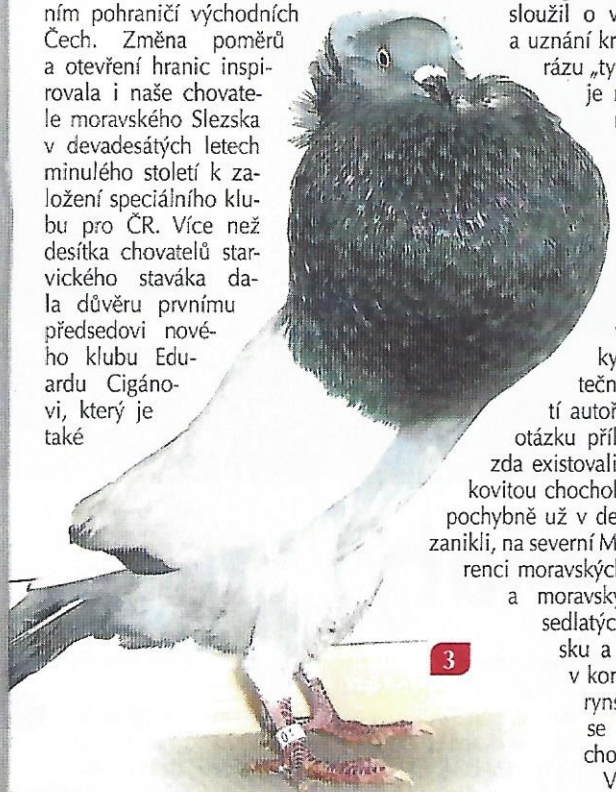 ním pohraničí východních
Čech. Změna poměrů
a otevření hranic inspi-
rovala i naše chovate-
le moravského Slezska
v devadesátých letech
minulého století k za-
ložení speciálního klu-
bu pro ČR. Více než
desítka chovatelů star-
vického staváka da-
la důvěru prvnímu
předsedovi nové-
ho klubu Edu-
ardu Cigáno-
vi, který je
také
sloužil o v
a uznání kr
rázu „ty
je
ky
tečn
tí autoř
otázku příl
zda existovali
kovitou chochol
pochybně už v de
zanikli, na severní M
renci moravských
a moravsk
sedlatýc
sku a
v kor
ryns
se
cho
V
3